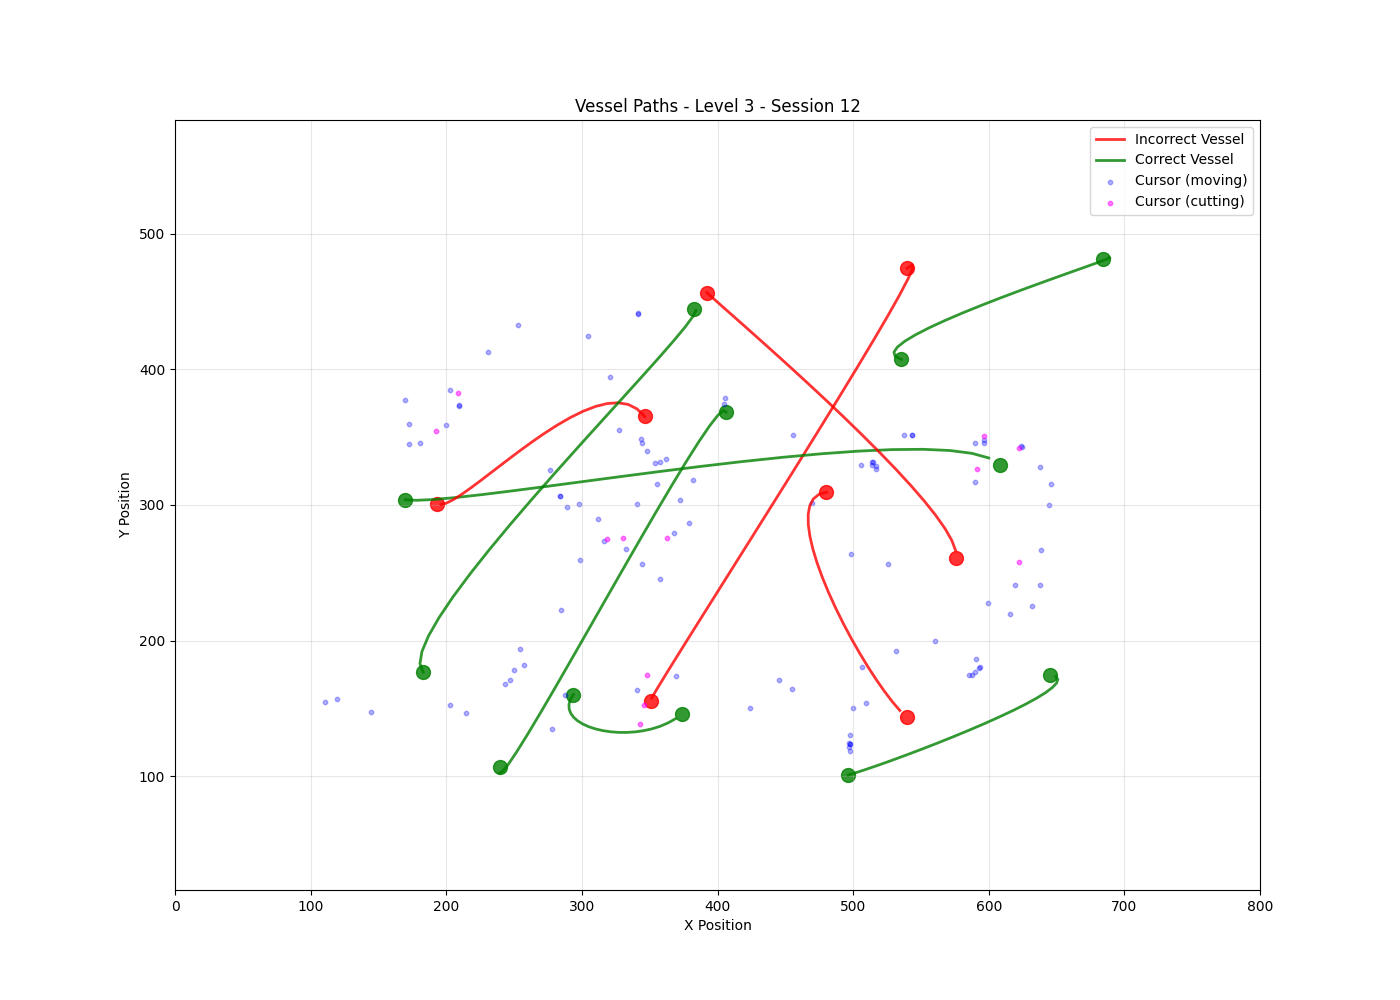 Vessel Paths - Level 3 - Session 12
Incorrect Vessel
Correct Vessel
Cursor (moving)
Cursor (cutting)
500
400
300
200
100
Y Position
0 100 200 300 400 500 600 700 800
X Position